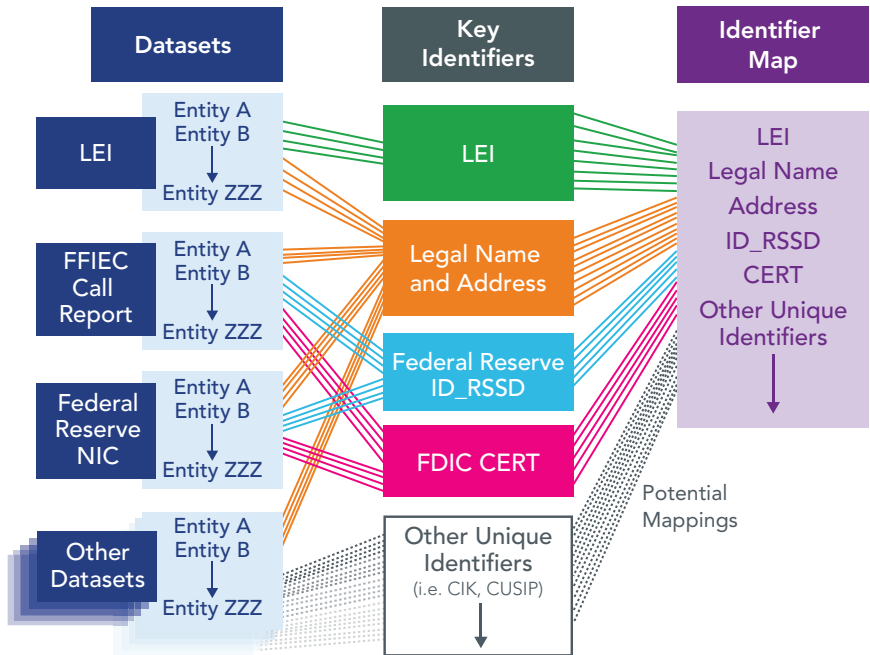 Datasets
Key
Identifiers
Identifier
Map
LEI
Entity A
Entity B
Entity ZZZ
FFIEC
Call
Report
Entity A
Entity B
Entity ZZZ
Federal
Reserve
NIC
Entity A
Entity B
Entity ZZZ
Other
Datasets
Entity A
Entity B
Entity ZZZ
LEI
Legal Name
and Address
Federal Reserve
ID_RSSD
FDIC CERT
Other Unique
Identifiers
(i.e. CIK, CUSIP)
LEI
Legal Name
Address
ID_RSSD
CERT
Other Unique
Identifiers
Potential
Mappings